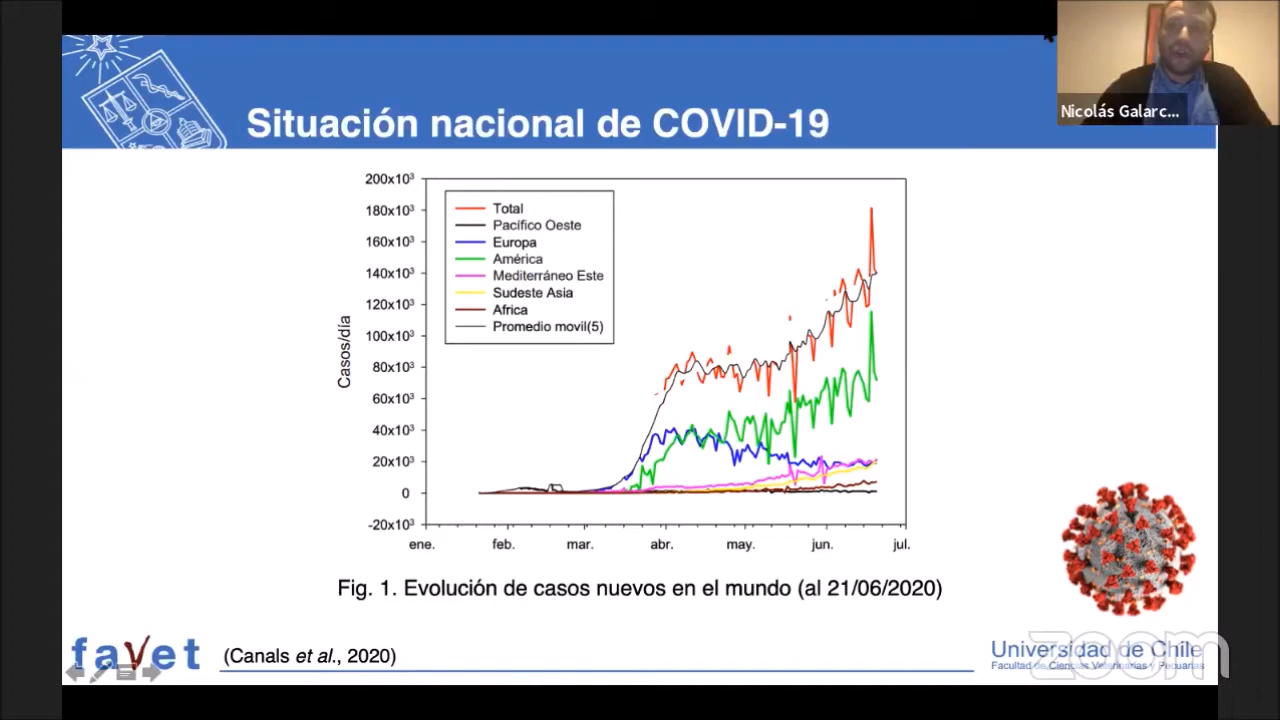 Situación nacional de COVID-19
Nicolás Galarc...
200x10³
180x10³
160x10³
140x10³
120x10³
100x10³
80x10³
60x10³
40x10³
20x10³
0
-20x10³
Casos/día
Total
Pacífico Oeste
Europa
América
Mediterráneo Este
Sudeste Asia
Africa
Promedio movil(5)
ene. feb. mar. abr. may. jun. jul.
Fig. 1. Evolución de casos nuevos en el mundo (al 21/06/2020)
favet
(Canals et al., 2020)
Universidad de Chile
Facultad de Ciencias Veterinarias y Pecuarias
zoom